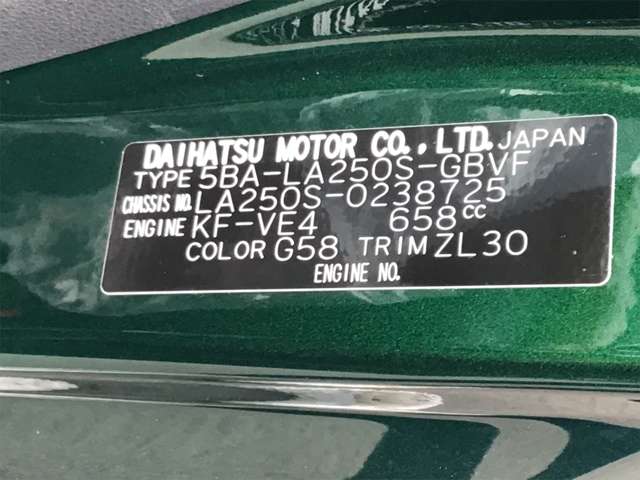 DAIHATSU MOTOR CO., LTD. JAPAN
TYPE 5BA-LA250S-GBVF
CHASSIS NO. LA250S-0238725
ENGINE KF-VE4 658cc
COLOR G58 TRIM ZL30
ENGINE NO.